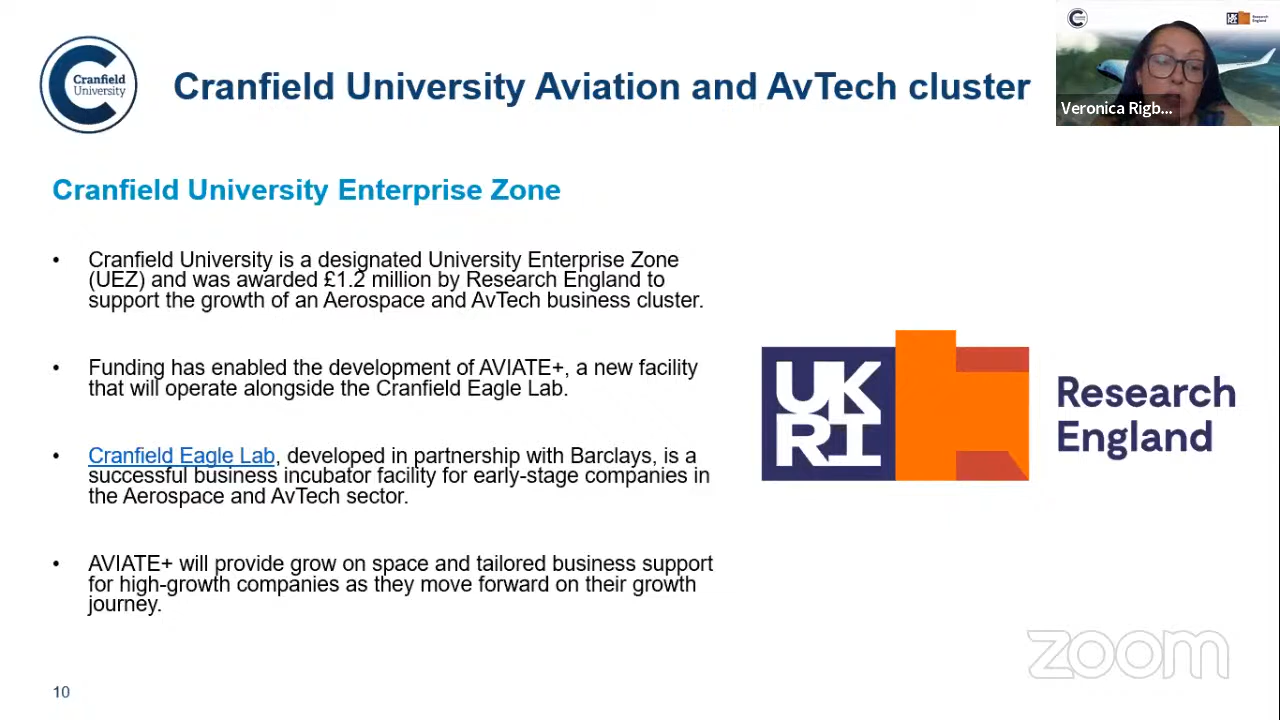 Cranfield
University
Cranfield University Aviation and AvTech cluster
UK
RI
Research
England
Veronica Rigb...
Cranfield University Enterprise Zone
• Cranfield University is a designated University Enterprise Zone
(UEZ) and was awarded £1.2 million by Research England to
support the growth of an Aerospace and AvTech business cluster.
• Funding has enabled the development of AVIATE+, a new facility
that will operate alongside the Cranfield Eagle Lab.
• Cranfield Eagle Lab, developed in partnership with Barclays, is a
successful business incubator facility for early-stage companies in
the Aerospace and AvTech sector.
• AVIATE+ will provide grow on space and tailored business support
for high-growth companies as they move forward on their growth
journey.
UK
RI
Research
England
zoom
10